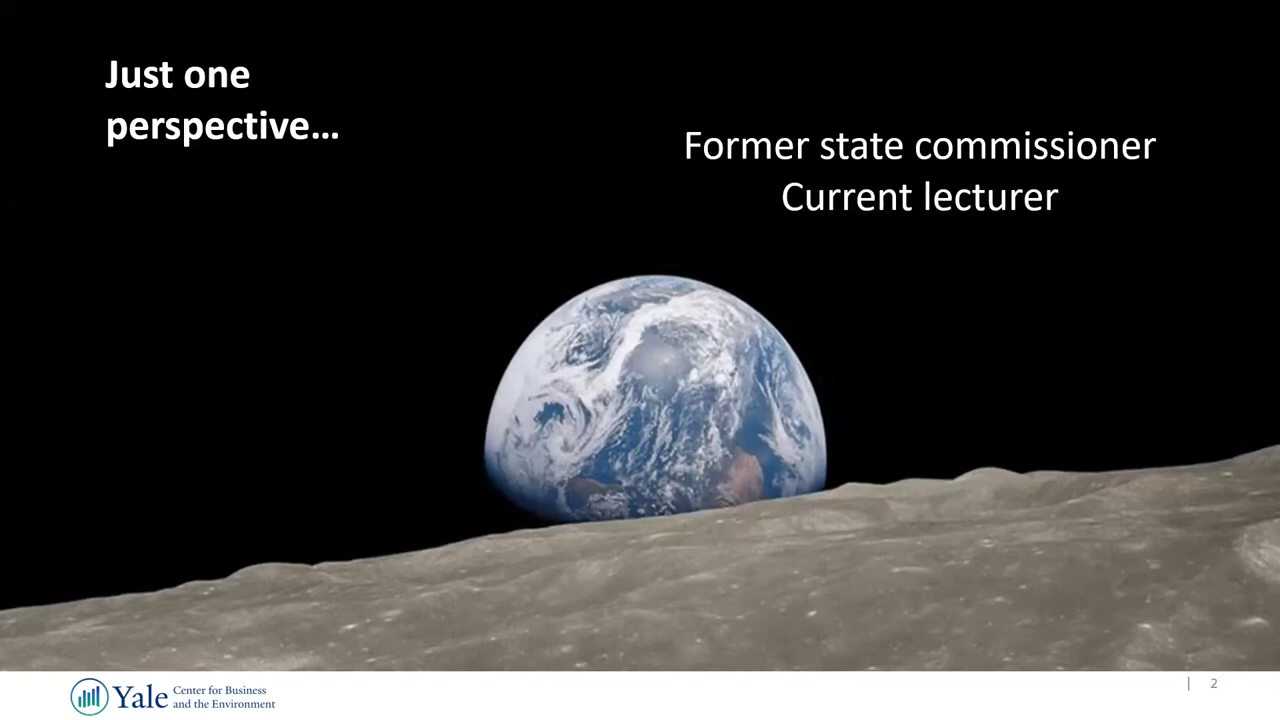 Just one
perspective…
Former state commissioner
Current lecturer
Yale
Center for Business
and the Environment
| 2